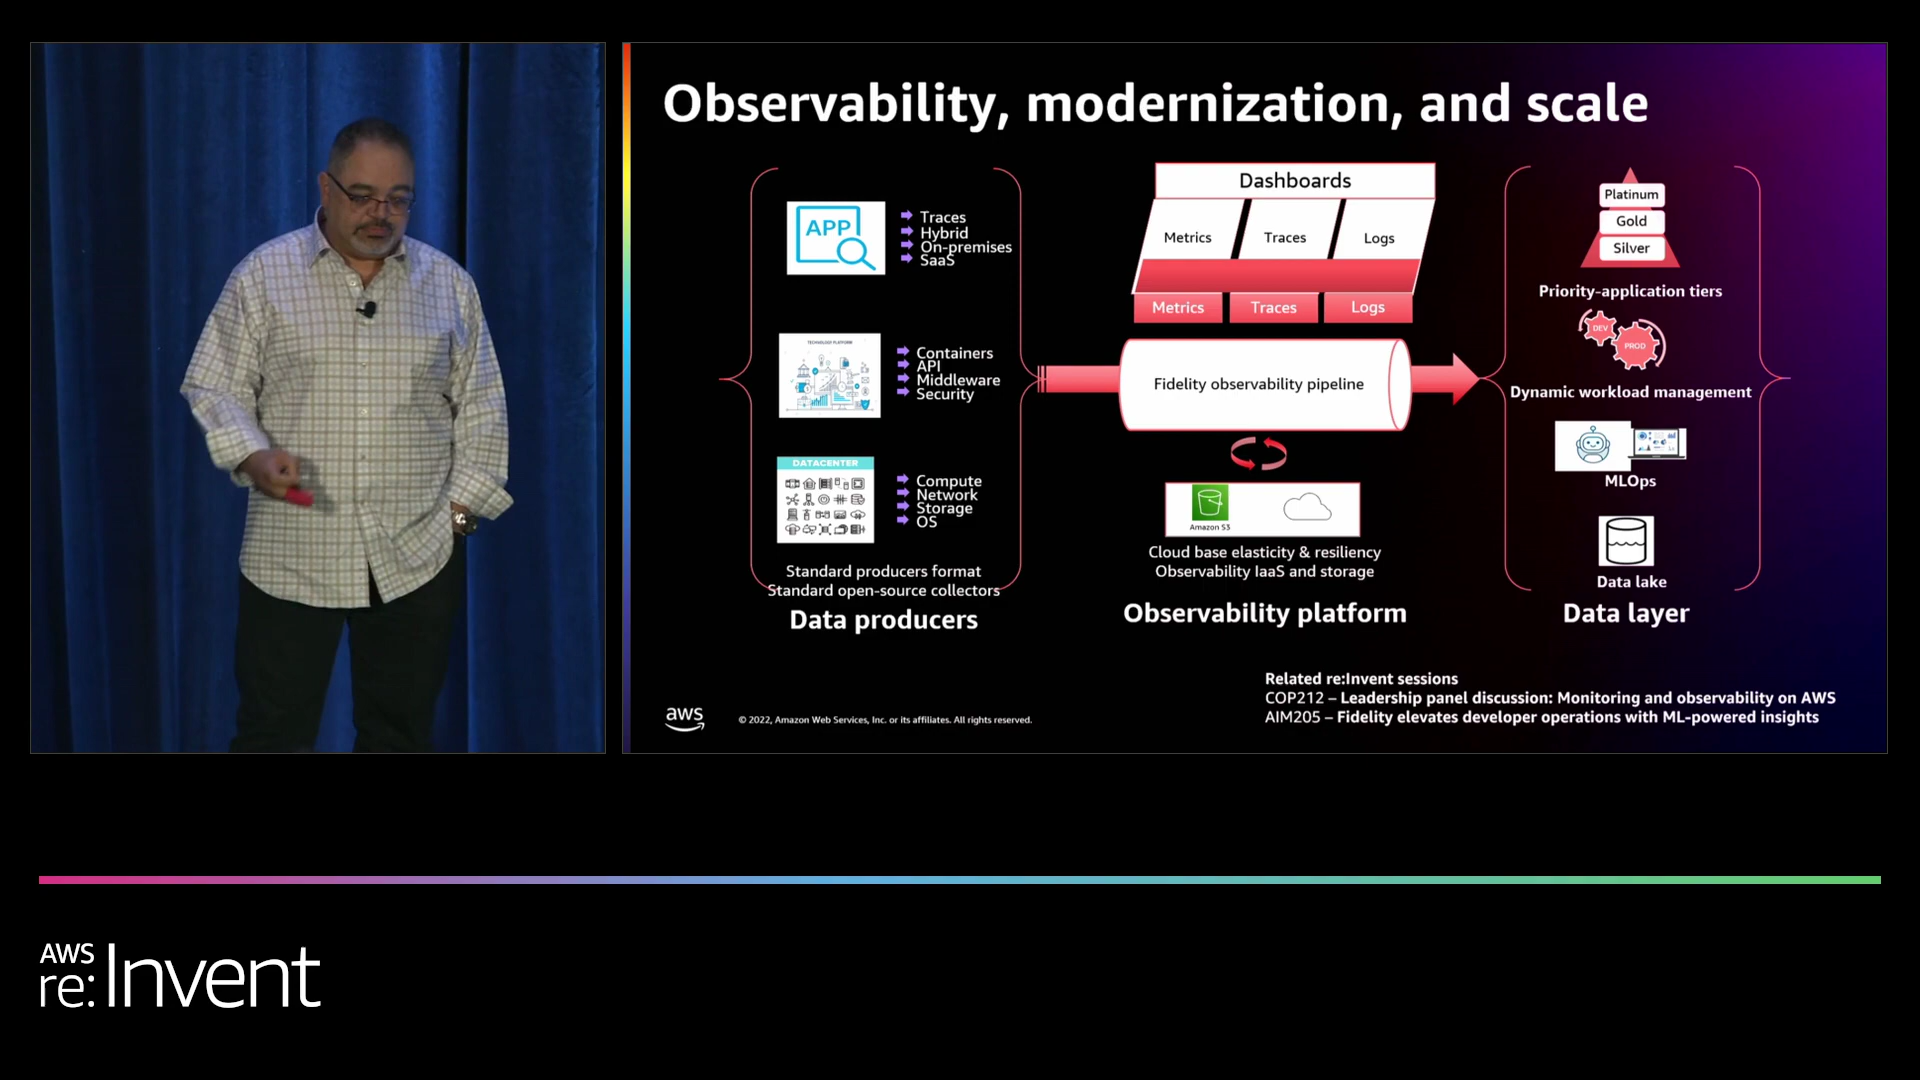 Observability, modernization, and scale
APP
Traces
Hybrid
On-premises
SaaS
TECHNOLOGY PLATFORM
Containers
API
Middleware
Security
DATACENTER
Compute
Network
Storage
OS
Standard producers format
Standard open-source collectors
Data producers
Dashboards
Metrics
Traces
Logs
Metrics
Traces
Logs
Fidelity observability pipeline
Amazon S3
Cloud base elasticity & resiliency
Observability IaaS and storage
Observability platform
Platinum
Gold
Silver
Priority-application tiers
DEV
PROD
Dynamic workload management
MLOps
Data lake
Data layer
Related re:Invent sessions
COP212 – Leadership panel discussion: Monitoring and observability on AWS
AIM205 – Fidelity elevates developer operations with ML-powered insights
aws
© 2022, Amazon Web Services, Inc. or its affiliates. All rights reserved.
AWS
re:Invent